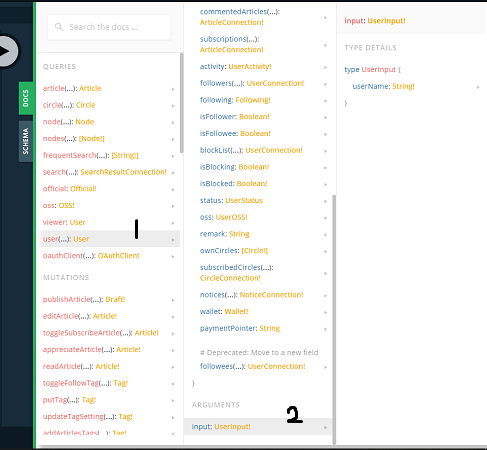 DOCS
SCHEMA
Search the docs ...
QUERIES
article(...): Article
circle(...): Circle
node(...): Node
nodes(...): [Node!]
frequentSearch(...): [String!]
search(...): SearchResultConnection!
official: Official!
oss: OSS!
viewer: User
1
user(...): User
oauthClient(...): OAuthClient
MUTATIONS
publishArticle(...): Draft!
editArticle(...): Article!
toggleSubscribeArticle(...): Article!
appreciateArticle(...): Article!
readArticle(...): Article!
toggleFollowTag(...): Tag!
putTag(...): Tag!
updateTagSetting(...): Tag!
addArticlesTags(...): Tag!
commentedArticles(...):
ArticleConnection!
subscriptions(...):
ArticleConnection!
activity: UserActivity!
followers(...): UserConnection!
following: Following!
isFollower: Boolean!
isFollowee: Boolean!
blockList(...): UserConnection!
isBlocking: Boolean!
isBlocked: Boolean!
status: UserStatus
oss: UserOSS!
remark: String
ownCircles: [Circle!]
subscribedCircles(...):
CircleConnection!
notices(...): NoticeConnection!
wallet: Wallet!
paymentPointer: String
# Deprecated: Move to a new field
followees(...): UserConnection!
}
ARGUMENTS
2
input: UserInput!
input: UserInput!
TYPE DETAILS
type UserInput {
userName: String!
}